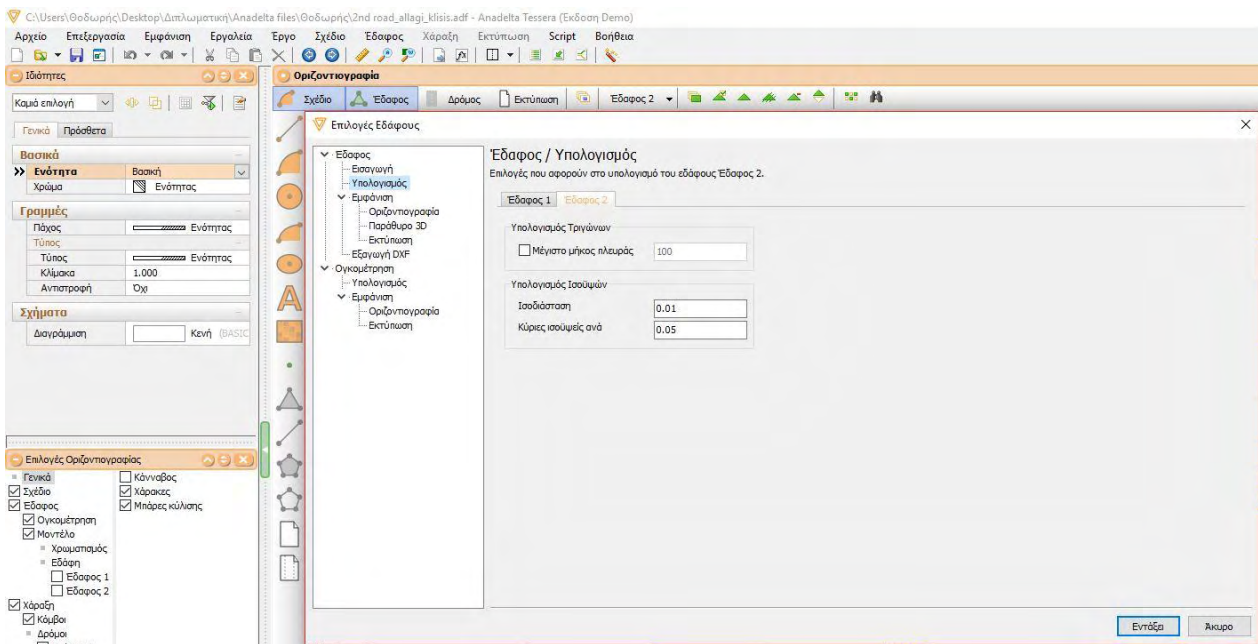 C:\Users\Θοδωρής\Desktop\Διπλωματική\Anadelta files\Θοδωρής\2nd road_allagi_klisis.adf - Anadelta Tessera (Έκδοση Demo)
Αρχείο Επεξεργασία Εμφάνιση Εργαλεία Έργο Σχέδιο Έδαφος Χάραξη Εκτύπωση Script Βοήθεια
Ιδιότητες
Καμιά επιλογή
Γενικά Πρόσθετα
Βασικά
Ενότητα Βασική
Χρώμα Ενότητας
Γραμμές
Πάχος Ενότητας
Τύπος
Τύπος Ενότητας
Κλίμακα 1.000
Αντιστροφή Όχι
Σχήματα
Διαγράμμιση Κενή (BASIC
Επιλογές Οριζοντιογραφίας
Γενικά
Σχέδιο
Έδαφος
Ογκομέτρηση
Μοντέλο
Χρωματισμός
Εδάφη
Έδαφος 1
Έδαφος 2
Χάραξη
Κόμβοι
Δρόμοι
Κάνναβος
Χάρακες
Μπάρες κύλισης
Οριζοντιογραφία
Σχέδιο Έδαφος Δρόμος Εκτύπωση Έδαφος 2
Επιλογές Εδάφους
Έδαφος
Εισαγωγή
Υπολογισμός
Εμφάνιση
Οριζοντιογραφία
Παράθυρο 3D
Εκτύπωση
Εξαγωγή DXF
Ογκομέτρηση
Υπολογισμός
Εμφάνιση
Οριζοντιογραφία
Εκτύπωση
Έδαφος / Υπολογισμός
Επιλογές που αφορούν στο υπολογισμό του εδάφους Έδαφος 2.
Έδαφος 1 Έδαφος 2
Υπολογισμός Τριγώνων
Μέγιστο μήκος πλευράς 100
Υπολογισμός Ισοϋψών
Ισοδιάσταση 0.01
Κύριες ισοϋψείς ανά 0.05
Εντάξει Άκυρο